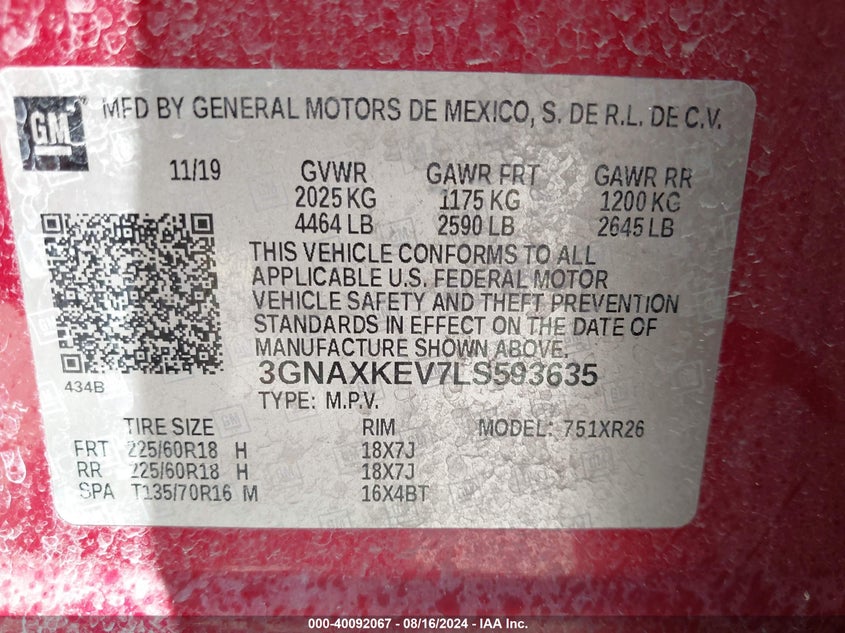 GM
MFD BY GENERAL MOTORS DE MEXICO, S. DE R.L. DE C.V.
11/19 GVWR GAWR FRT GAWR RR
2025 KG 1175 KG 1200 KG
4464 LB 2590 LB 2645 LB
THIS VEHICLE CONFORMS TO ALL
APPLICABLE U.S. FEDERAL MOTOR
VEHICLE SAFETY AND THEFT PREVENTION
STANDARDS IN EFFECT ON THE DATE OF
MANUFACTURE SHOWN ABOVE.
434B
3GNAXKEV7LS593635
TYPE: M.P.V.
TIRE SIZE RIM MODEL: 751XR26
FRT 225/60R18 H 18X7J
RR 225/60R18 H 18X7J
SPA T135/70R16 M 16X4BT
000-40092067 - 08/16/2024 - IAA Inc.